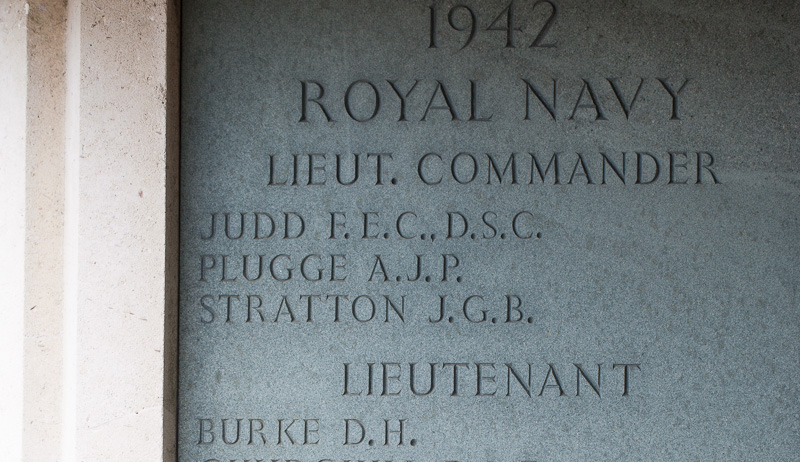 1942
ROYAL NAVY
LIEUT. COMMANDER
JUDD F.E.C., D.S.C.
PLUGGE A.J.P.
STRATTON J.G.B.
LIEUTENANT
BURKE D.H.